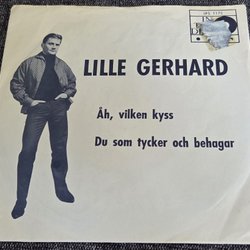 LILLE GERHARD
Åh, vilken kyss
Du som tycker och behagar